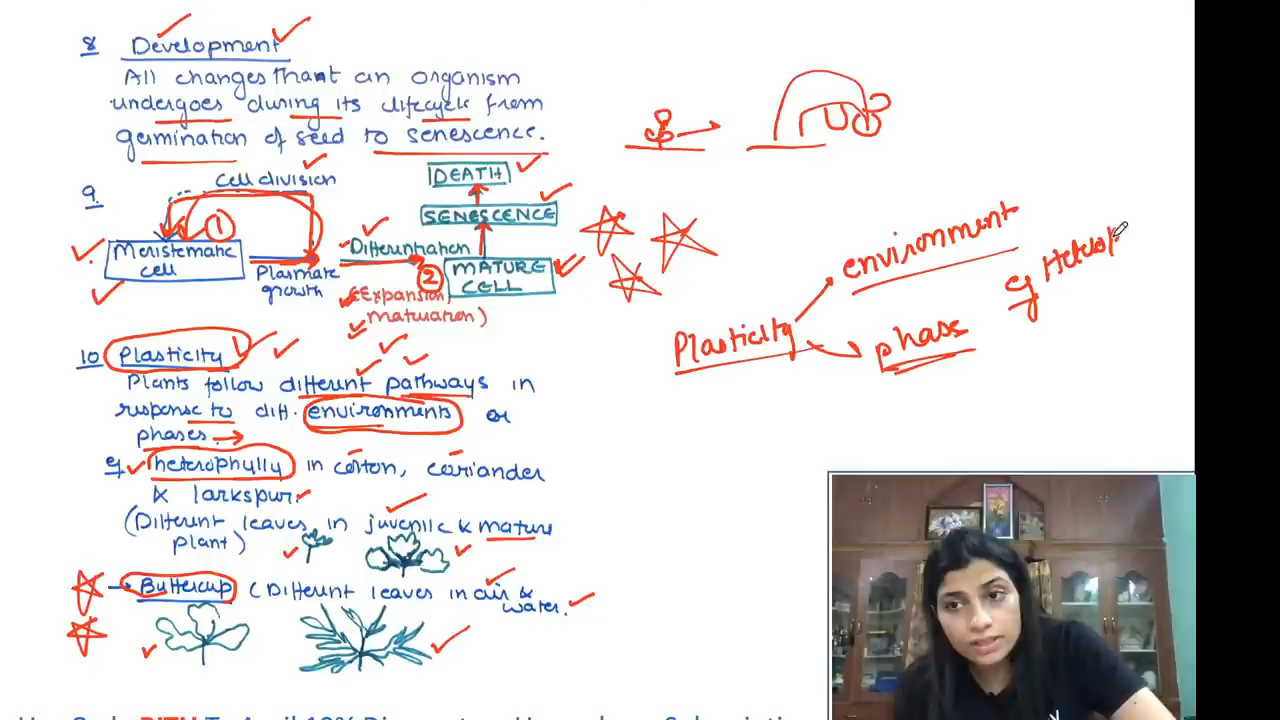 8 Development
All changes thant an organism
undergoes during its lifecycle from
germination of seed to senescence.
9.
Cell division
Meristematic
cell
①
Plasmatic
growth
Differentiation
(Expansion,
maturation)
②
DEATH
SENESCENCE
MATURE
CELL
10 Plasticity
Plants follow different pathways in
response to diff. environments or
phases.
eg heterophylly in cotton, coriander
& larkspur.
(Different leaves in juvenile & mature
plant)
Buttercup (Different leaves in air &
water.
Plasticity
environment
phase
eg Heterop